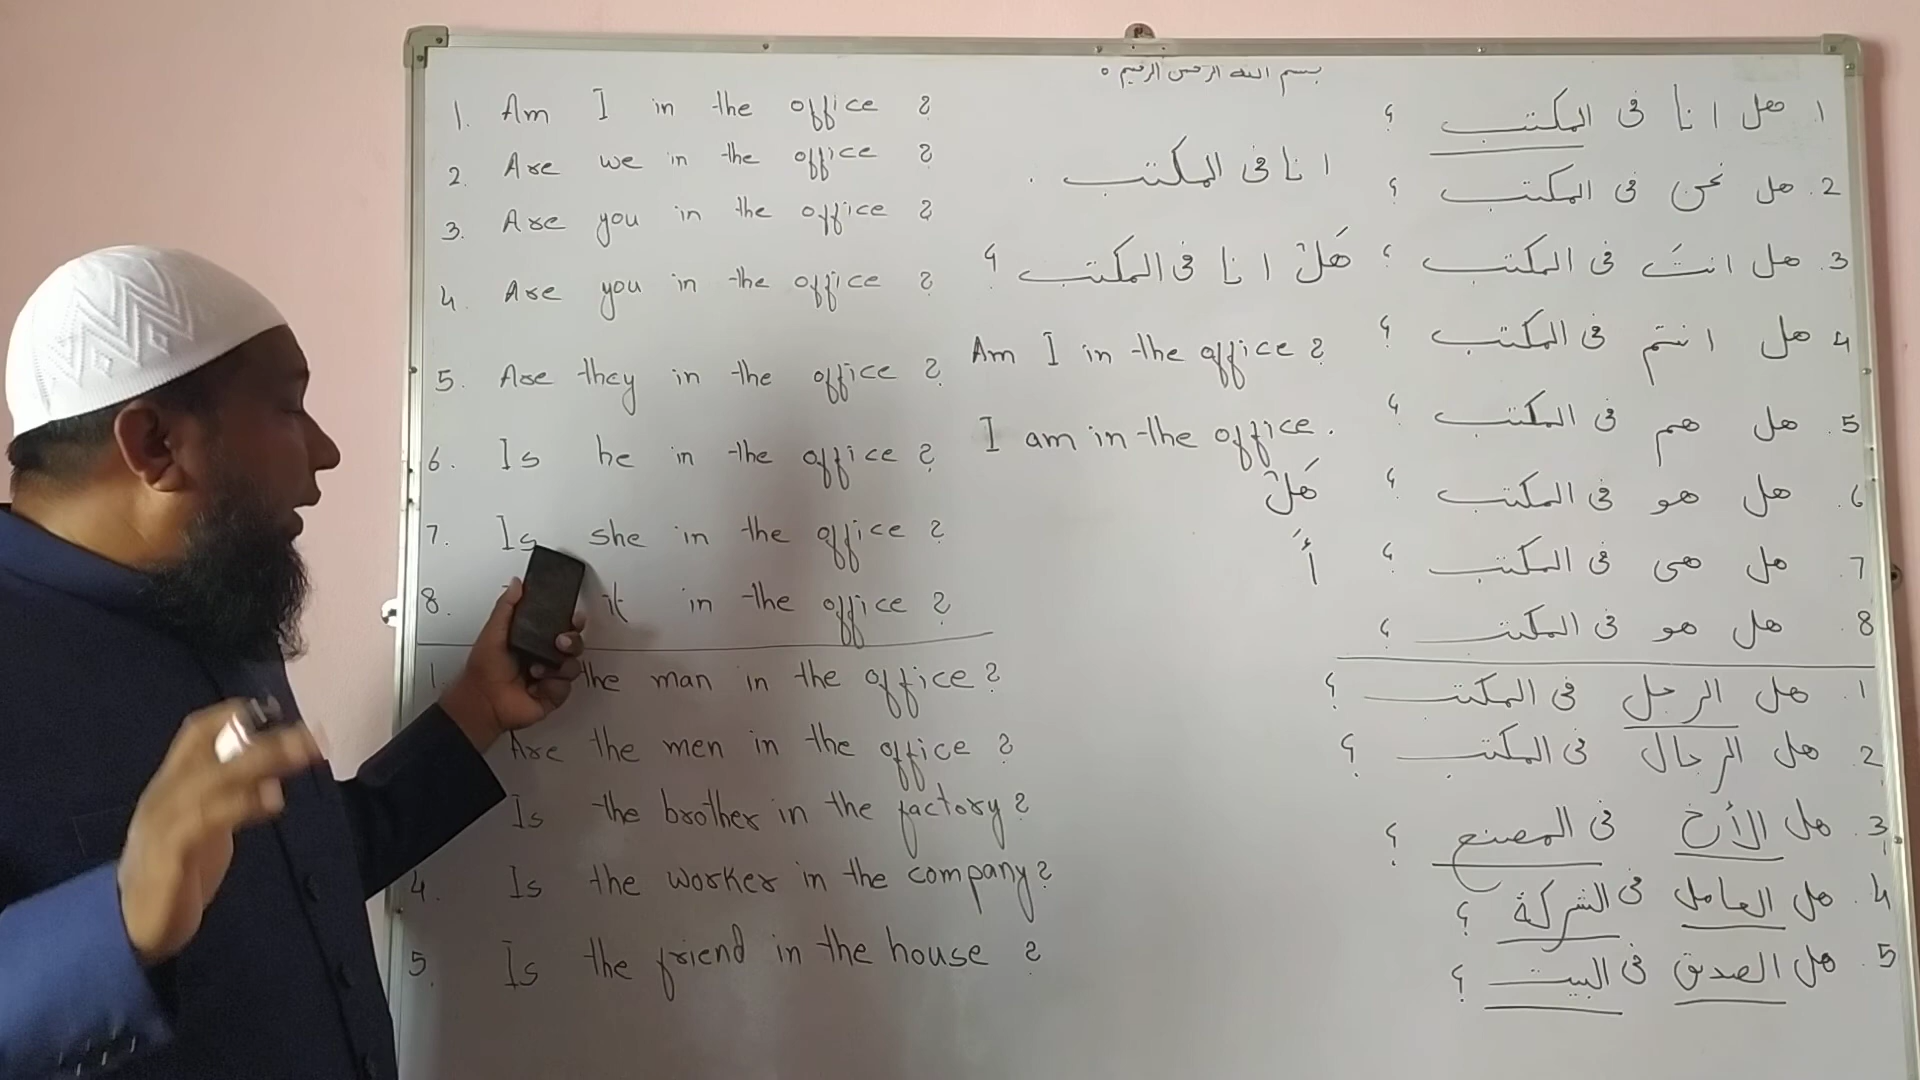 بسم الله الرحمن الرحيم ه
1. Am I in the office ?
2. Are we in the office ?
3. Are you in the office ?
4. Are you in the office ?
5. Are they in the office ?
6. Is he in the office ?
7. Is she in the office ?
8. it in the office ?
1. the man in the office ?
Are the men in the office ?
Is the brother in the factory ?
4. Is the worker in the company ?
5. Is the friend in the house ?
انا فى المكتب .
هَلْ انا فى المكتب ؟
Am I in the office ?
I am in the office .
هَلْ
أَ
1. هل انا فى المكتب ؟
2. هل نحن فى المكتب ؟
3. هل انتَ فى المكتب ؟
4 هل انتم فى المكتب ؟
5. هل هم فى المكتب ؟
6. هل هو فى المكتب ؟
7. هل هى فى المكتب ؟
8. هل هو فى المكتب ؟
1. هل الرجل فى المكتب ؟
2. هل الرجال فى المكتب ؟
3. هل الأخ فى المصنع ؟
4. هل العامل فى الشركة ؟
5. هل الصدىق فى البيت ؟